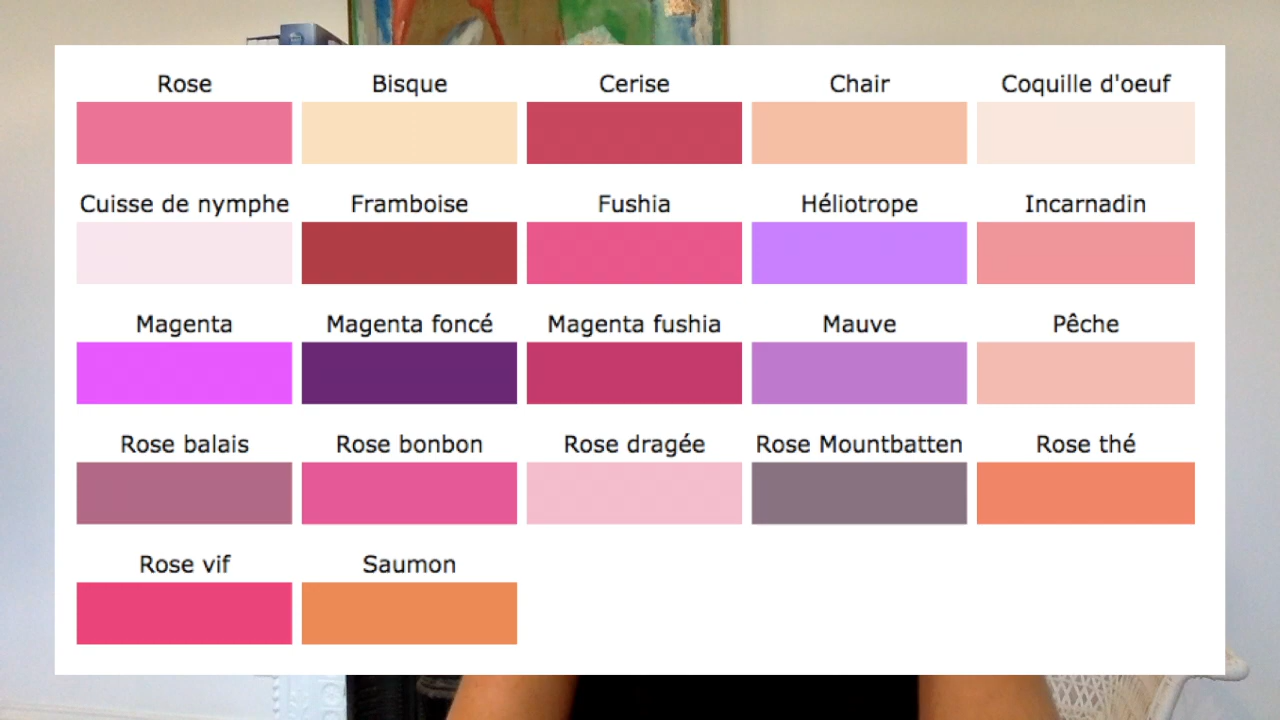 Rose Bisque Cerise Chair Coquille d'oeuf
Cuisse de nymphe Framboise Fushia Héliotrope Incarnadin
Magenta Magenta foncé Magenta fushia Mauve Pêche
Rose balais Rose bonbon Rose dragée Rose Mountbatten Rose thé
Rose vif Saumon